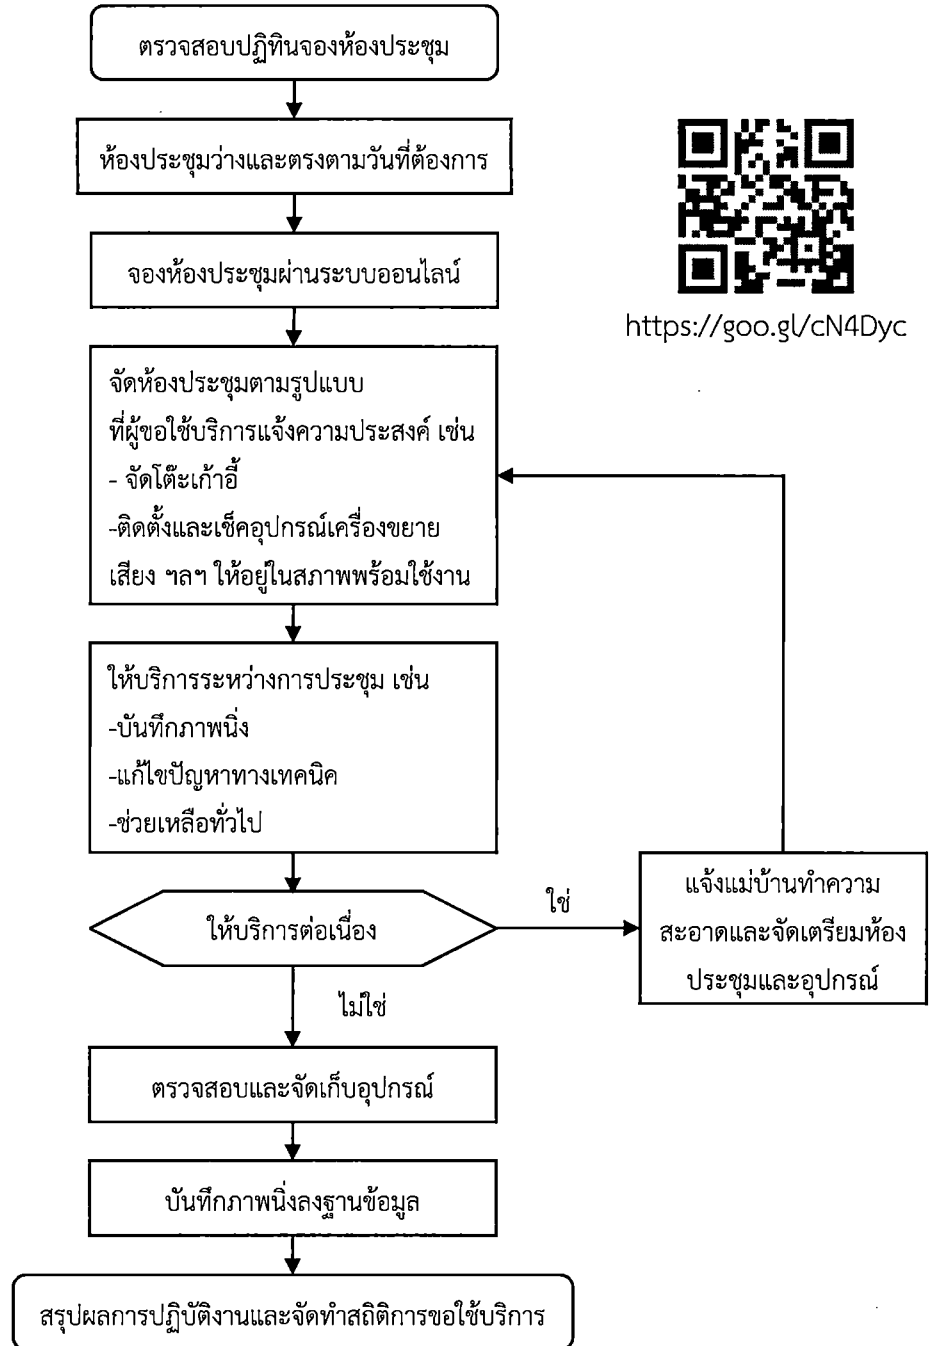 ตรวจสอบปฏิทินจองห้องประชุม
ห้องประชุมว่างและตรงตามวันที่ต้องการ
จองห้องประชุมผ่านระบบออนไลน์
https://goo.gl/cN4Dyc
จัดห้องประชุมตามรูปแบบ
ที่ผู้ขอใช้บริการแจ้งความประสงค์ เช่น
- จัดโต๊ะเก้าอี้
-ติดตั้งและเช็คอุปกรณ์เครื่องขยาย
เสียง ฯลฯ ให้อยู่ในสภาพพร้อมใช้งาน
ให้บริการระหว่างการประชุม เช่น
-บันทึกภาพนิ่ง
-แก้ไขปัญหาทางเทคนิค
-ช่วยเหลือทั่วไป
ให้บริการต่อเนื่อง
ใช่
แจ้งแม่บ้านทำความ
สะอาดและจัดเตรียมห้อง
ประชุมและอุปกรณ์
ไม่ใช่
ตรวจสอบและจัดเก็บอุปกรณ์
บันทึกภาพนิ่งลงฐานข้อมูล
สรุปผลการปฏิบัติงานและจัดทำสถิติการขอใช้บริการ